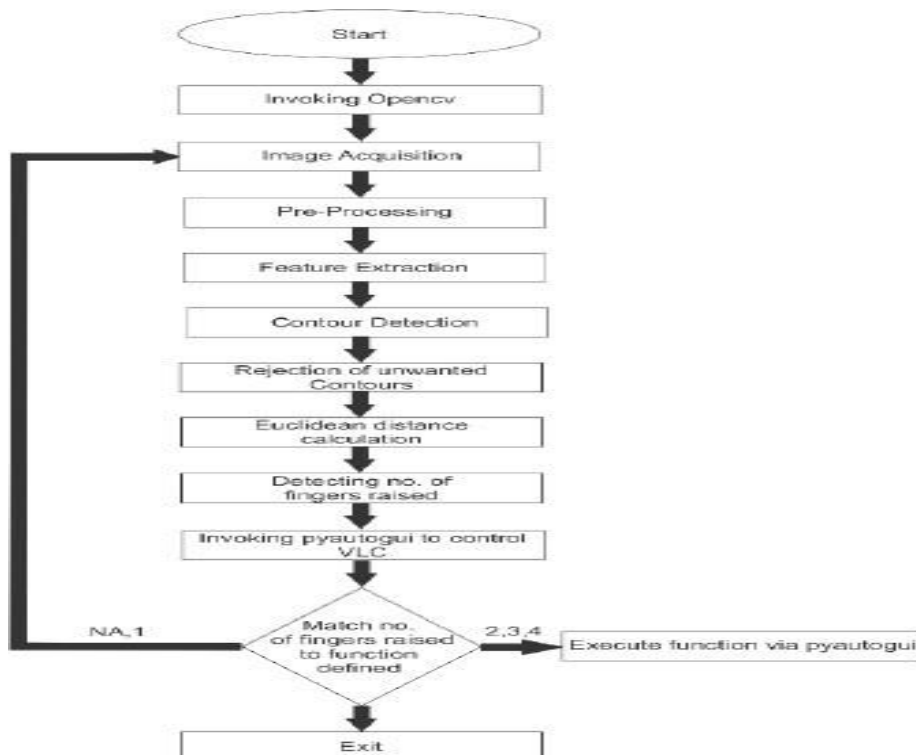 Start
Invoking Opencv
Image Acquisition
Pre-Processing
Feature Extraction
Contour Detection
Rejection of unwanted
Contours
Euclidean distance
calculation
Detecting no. of
fingers raised
Invoking pyautogui to control
VLC
Match no.
of fingers raised
to function
defined
NA,1
2,3,4
Execute function via pyautogui
Exit